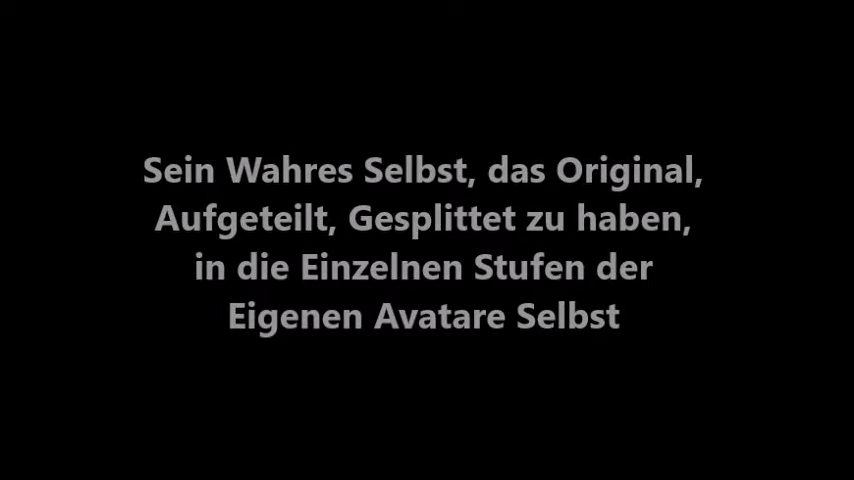 Sein Wahres Selbst, das Original,
Aufgeteilt, Gesplittet zu haben,
in die Einzelnen Stufen der
Eigenen Avatare Selbst